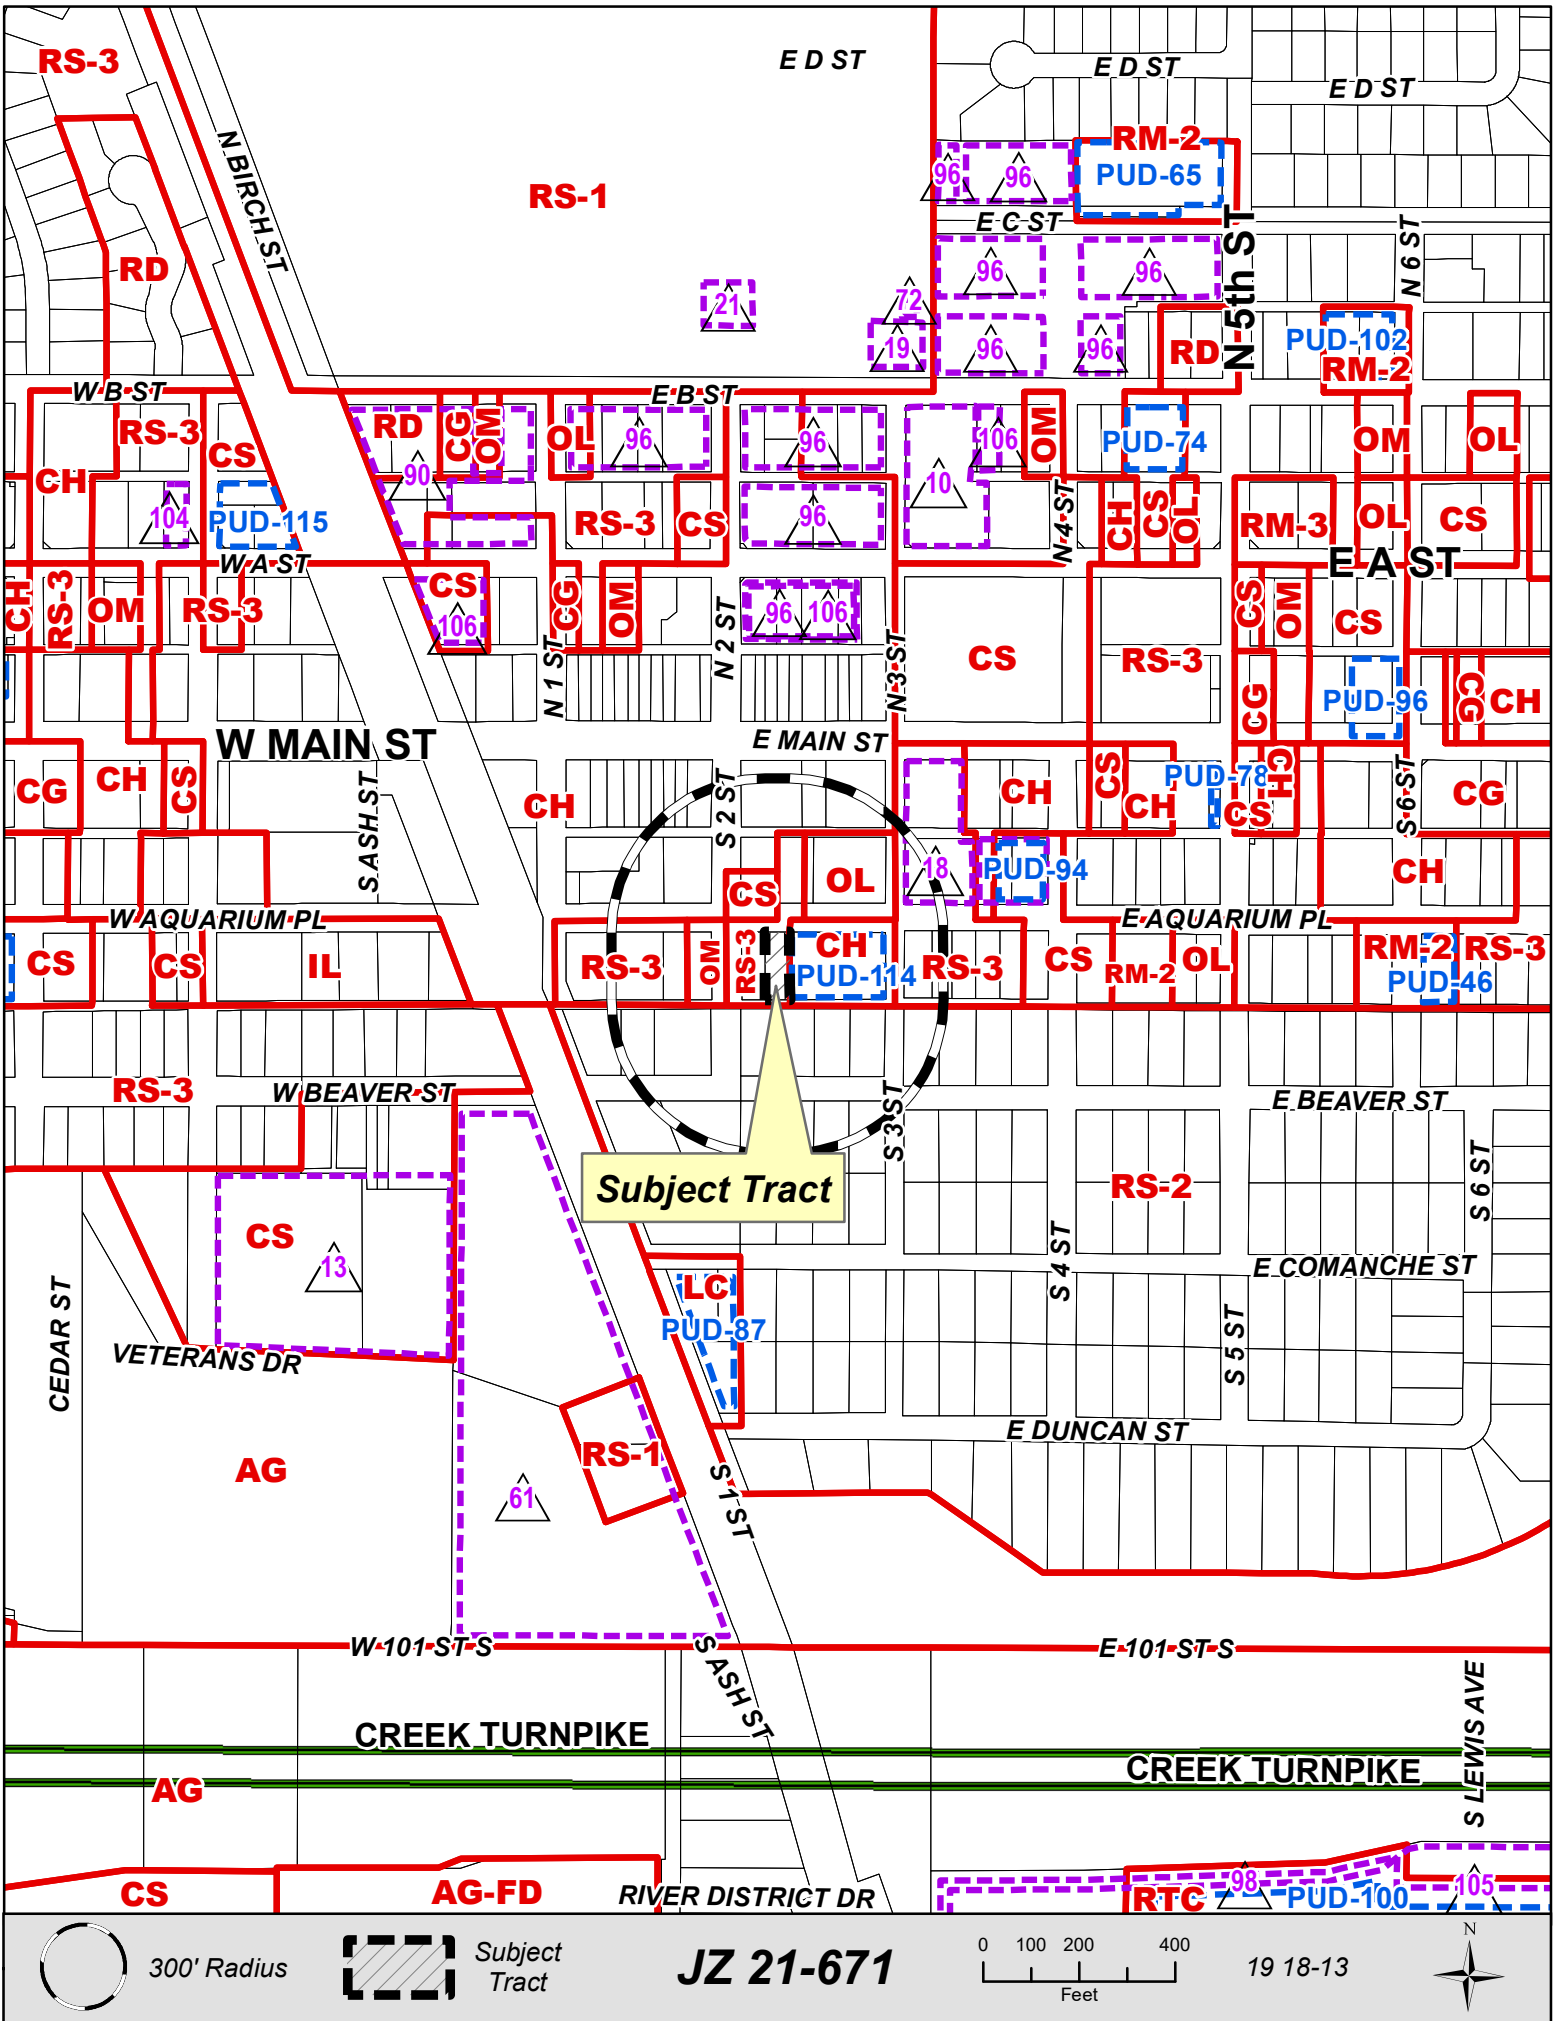 RS-3
E D ST
E D ST
E D ST
N BIRCH ST
RM-2
PUD-65
96
96
RS-1
E C ST
N 5th ST
N 6 ST
RD
96
96
21
72
19
96
96
RD
PUD-102
RM-2
W B ST
E B ST
RS-3
CS
RD
CG
OM
OL
96
96
106
OM
PUD-74
OM
OL
CH
90
10
104
PUD-115
RS-3
CS
96
N 4 ST
CH
CS
OL
RM-3
OL
CS
W A ST
E A ST
CH
RS-3
OM
RS-3
CS
106
CG
OM
N 2 ST
96
106
CS
OM
CS
N 1 ST
N 3 ST
CS
RS-3
CG
PUD-96
CG
CH
W MAIN ST
E MAIN ST
CG
CH
CS
S ASH ST
CH
S 2 ST
CH
CS
CH
PUD-78
CS
CH
S 6 ST
CG
CS
OL
18
PUD-94
CH
W AQUARIUM PL
E AQUARIUM PL
CS
CS
IL
RS-3
OM
RS-3
CH
PUD-114
RS-3
CS
RM-2
OL
RM-2
PUD-46
RS-3
RS-3
W BEAVER ST
S 3 ST
E BEAVER ST
Subject Tract
RS-2
S 6 ST
CS
13
S 4 ST
E COMANCHE ST
CEDAR ST
LC
PUD-87
S 5 ST
VETERANS DR
E DUNCAN ST
AG
RS-1
61
S 1 ST
W 101 ST S
E 101 ST S
S ASH ST
S LEWIS AVE
CREEK TURNPIKE
CREEK TURNPIKE
AG
CS
AG-FD
RIVER DISTRICT DR
RTC
98
PUD-100
105
300' Radius
Subject
Tract
JZ 21-671
0 100 200 400
Feet
19 18-13
N